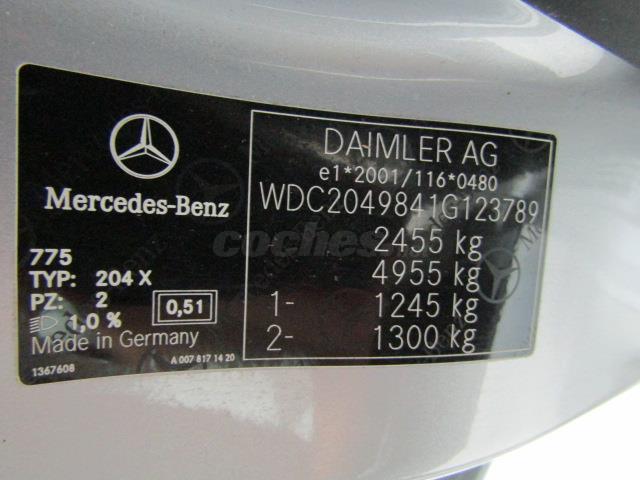 Mercedes-Benz
775
TYP: 204 X
PZ: 2
1,0 %
0,51
Made in Germany
1367608
A 007 817 14 20
DAIMLER AG
e1*2001/116*0480
WDC2049841G123789
- 2455 kg
4955 kg
1- 1245 kg
2- 1300 kg
coches